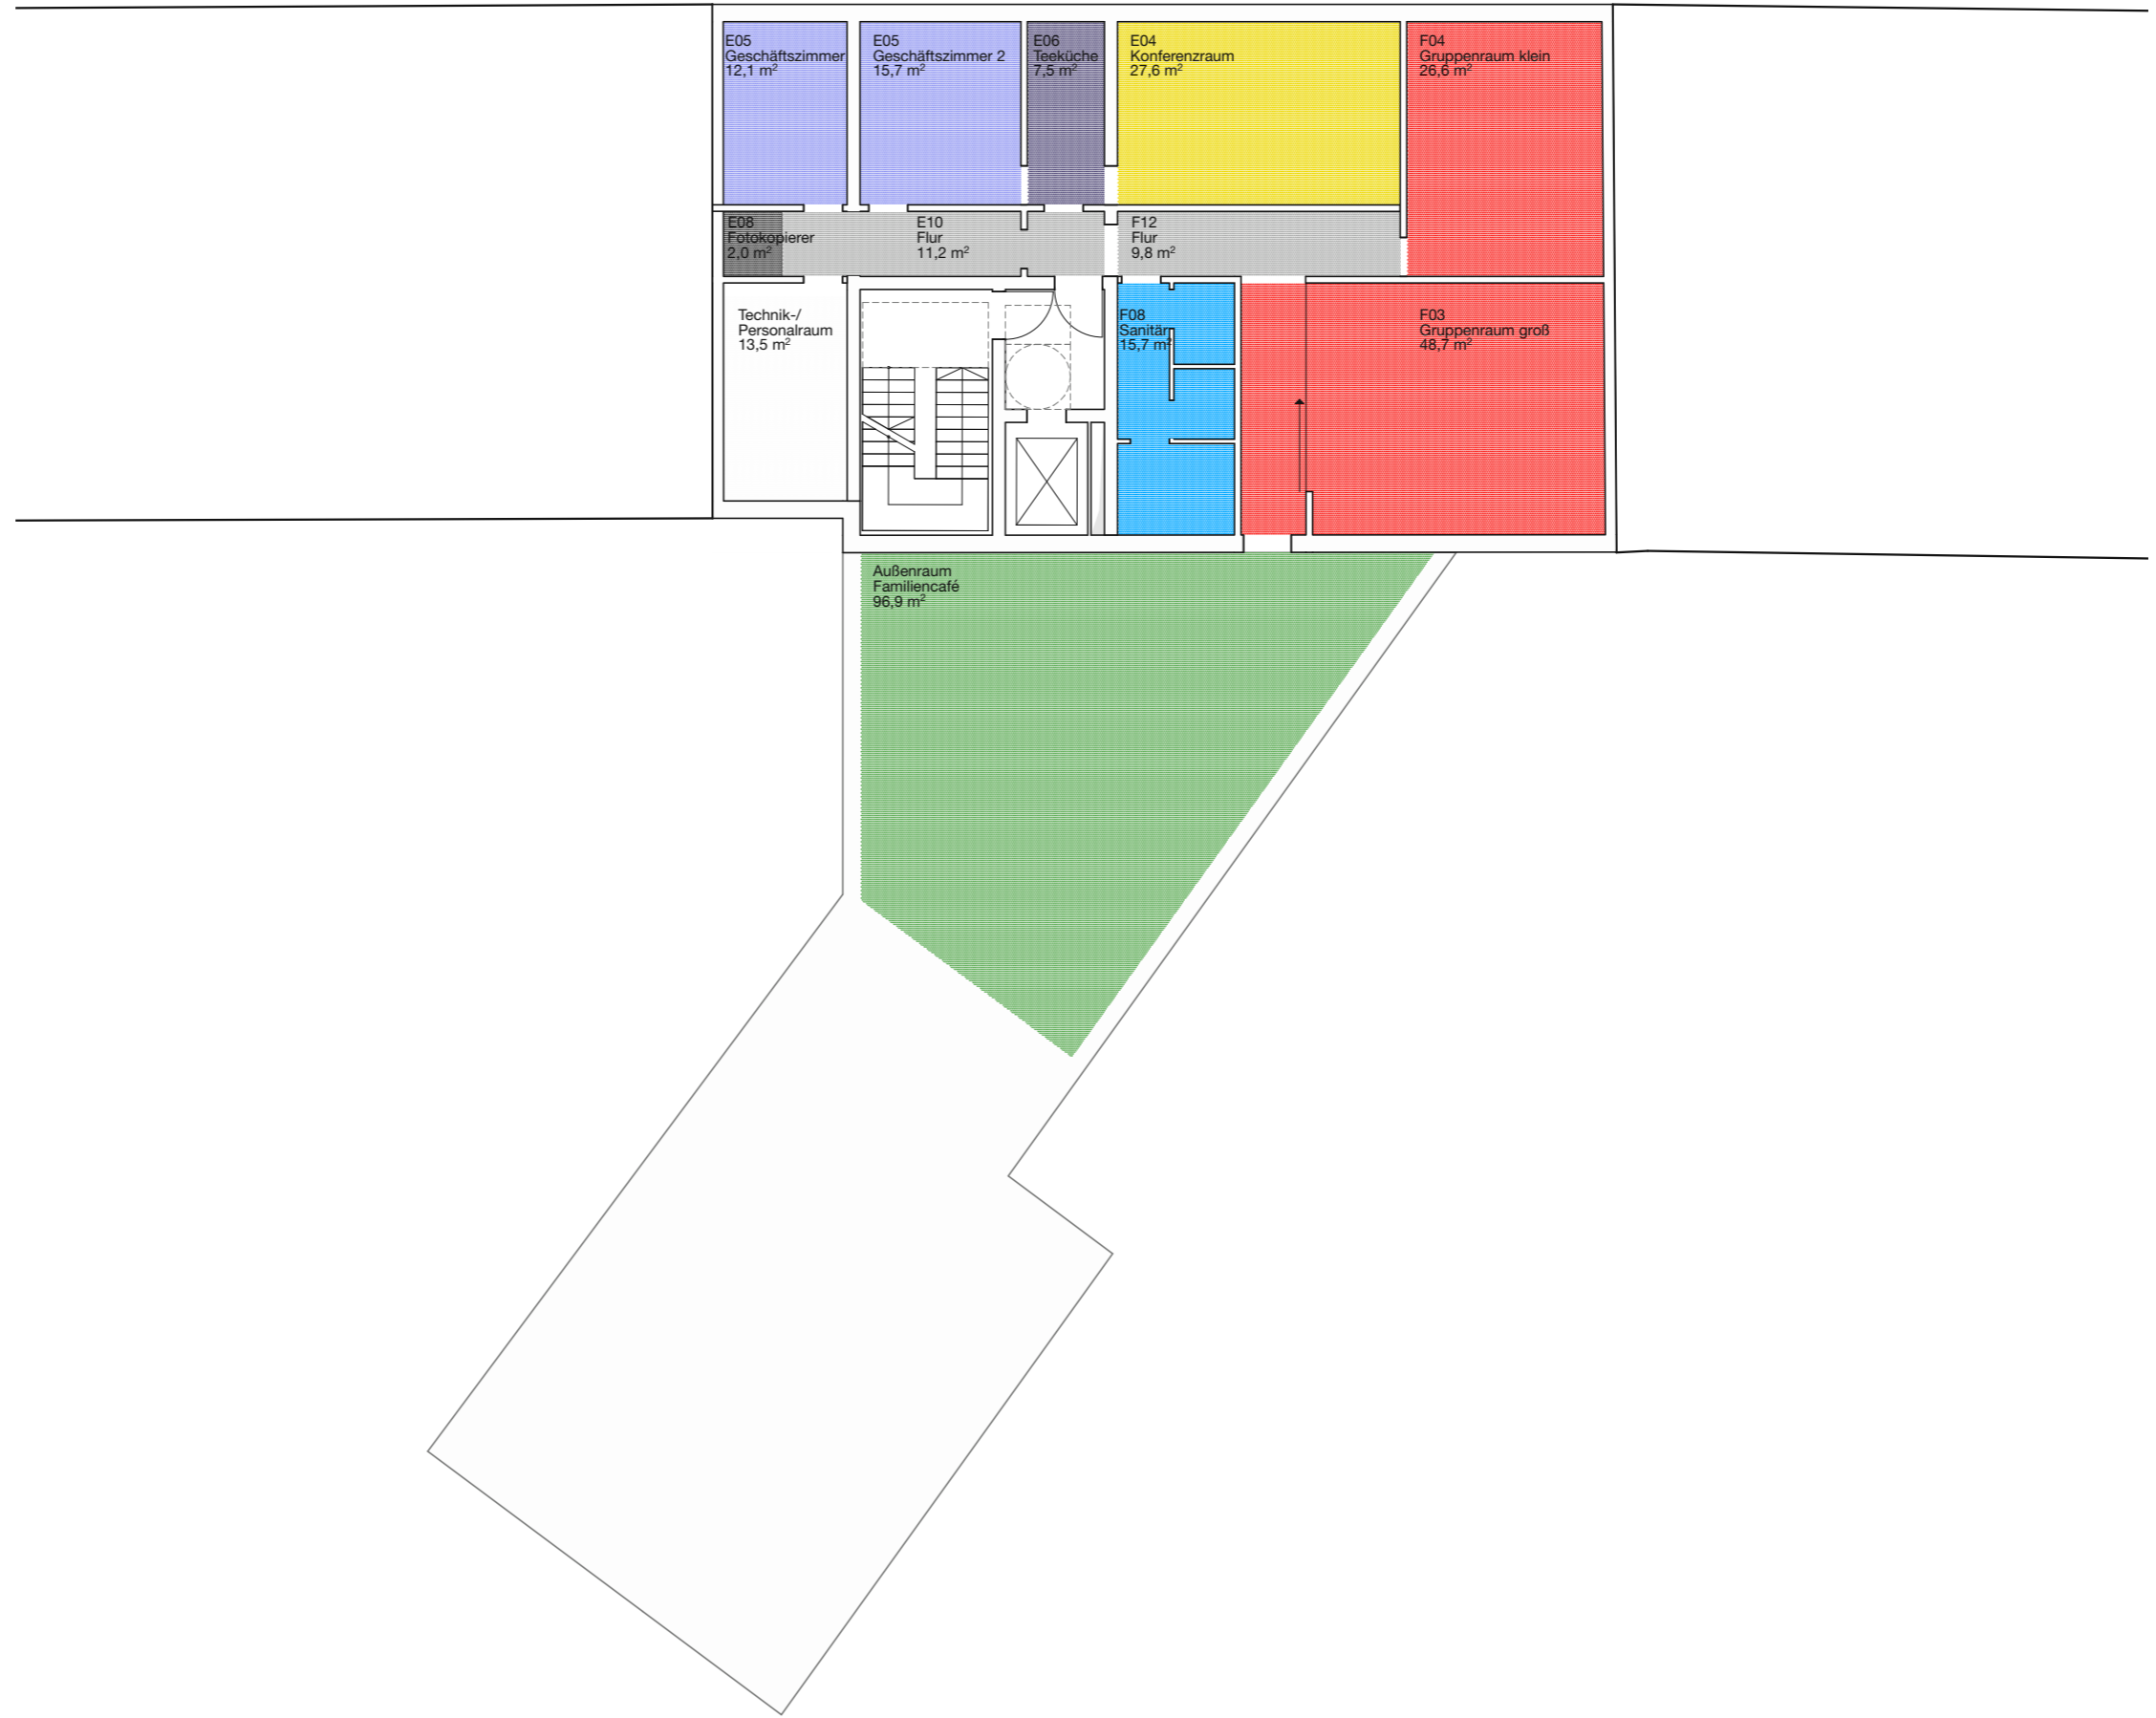 E05
Geschäftszimmer
12,1 m²
E05
Geschäftszimmer 2
15,7 m²
E06
Teeküche
7,5 m²
E04
Konferenzraum
27,6 m²
F04
Gruppenraum klein
26,6 m²
E08
Fotokopierer
2,0 m²
E10
Flur
11,2 m²
F12
Flur
9,8 m²
Technik-/
Personalraum
13,5 m²
F08
Sanitär
15,7 m²
F03
Gruppenraum groß
48,7 m²
Außenraum
Familiencafé
96,9 m²